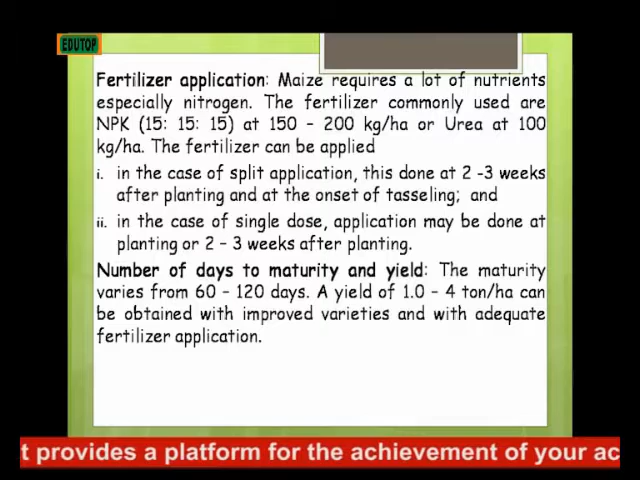 EDUTOP
Fertilizer application: Maize requires a lot of nutrients
especially nitrogen. The fertilizer commonly used are
NPK (15: 15: 15) at 150 – 200 kg/ha or Urea at 100
kg/ha. The fertilizer can be applied
i. in the case of split application, this done at 2 -3 weeks
after planting and at the onset of tasseling; and
ii. in the case of single dose, application may be done at
planting or 2 – 3 weeks after planting.
Number of days to maturity and yield: The maturity
varies from 60 – 120 days. A yield of 1.0 – 4 ton/ha can
be obtained with improved varieties and with adequate
fertilizer application.
t provides a platform for the achievement of your ac